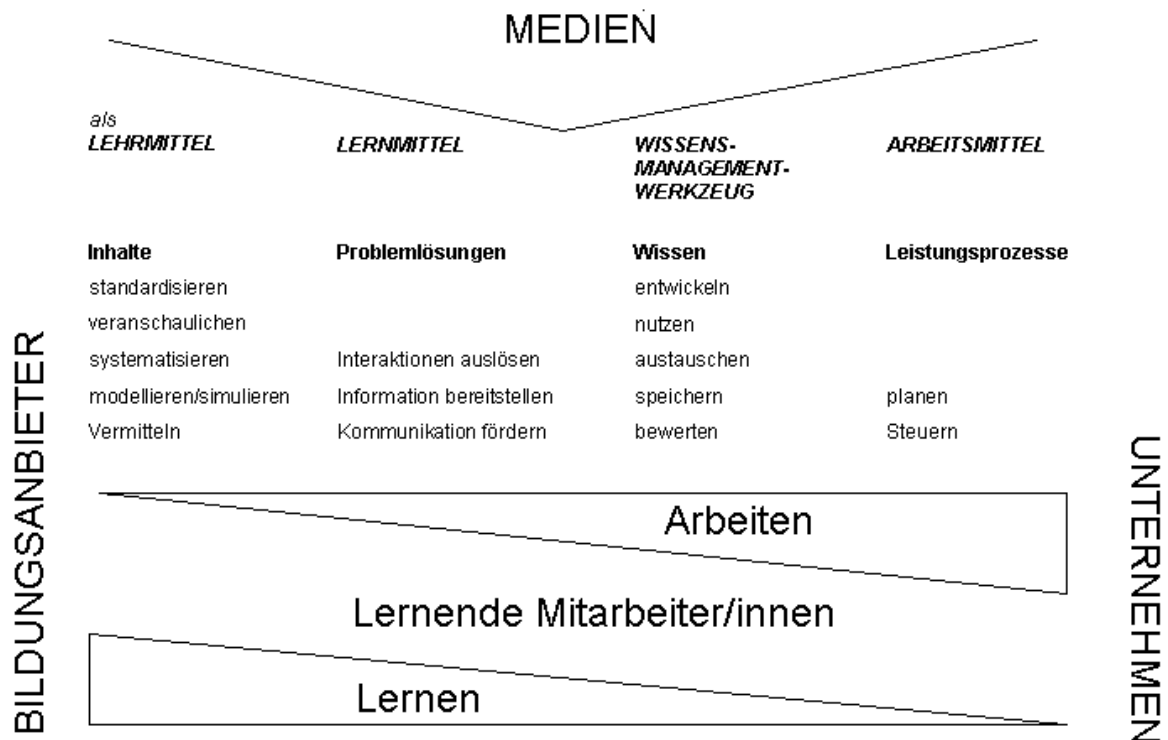 MEDIEN
als
LEHRMITTEL
LERNMITTEL
WISSENS-
MANAGEMENT-
WERKZEUG
ARBEITSMITTEL
Inhalte
standardisieren
veranschaulichen
systematisieren
modellieren/simulieren
Vermitteln
Problemlösungen
Interaktionen auslösen
Information bereitstellen
Kommunikation fördern
Wissen
entwickeln
nutzen
austauschen
speichern
bewerten
Leistungsprozesse
planen
Steuern
BILDUNGSANBIETER
UNTERNEHMEN
Arbeiten
Lernende Mitarbeiter/innen
Lernen